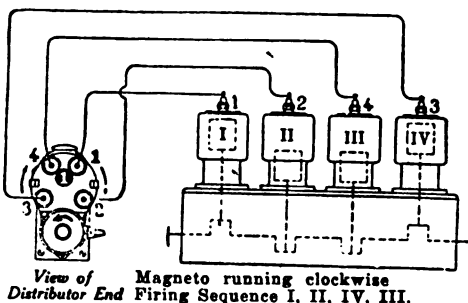 1 2 4 3
I II III IV
4 1
3 2
View of Magneto running clockwise
Distributor End Firing Sequence I, II, IV, III.